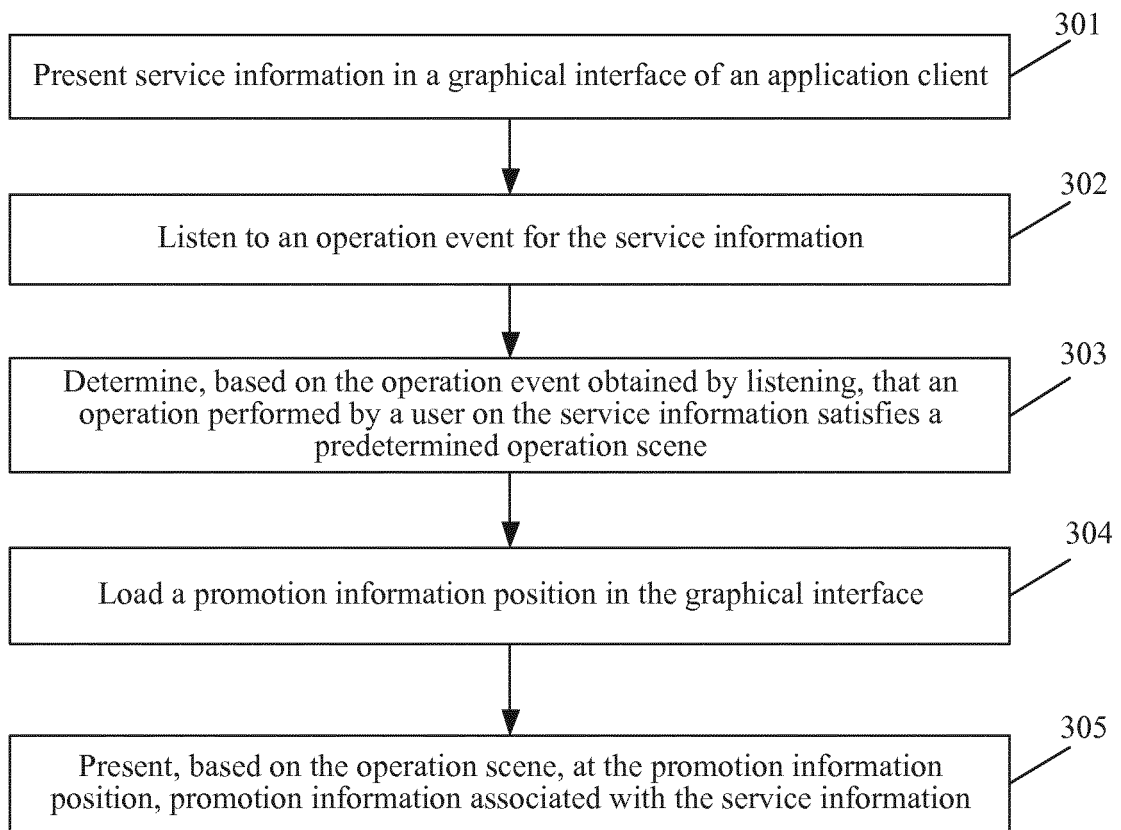 301
Present service information in a graphical interface of an application client
302
Listen to an operation event for the service information
303
Determine, based on the operation event obtained by listening, that an
operation performed by a user on the service information satisfies a
predetermined operation scene
304
Load a promotion information position in the graphical interface
305
Present, based on the operation scene, at the promotion information
position, promotion information associated with the service information